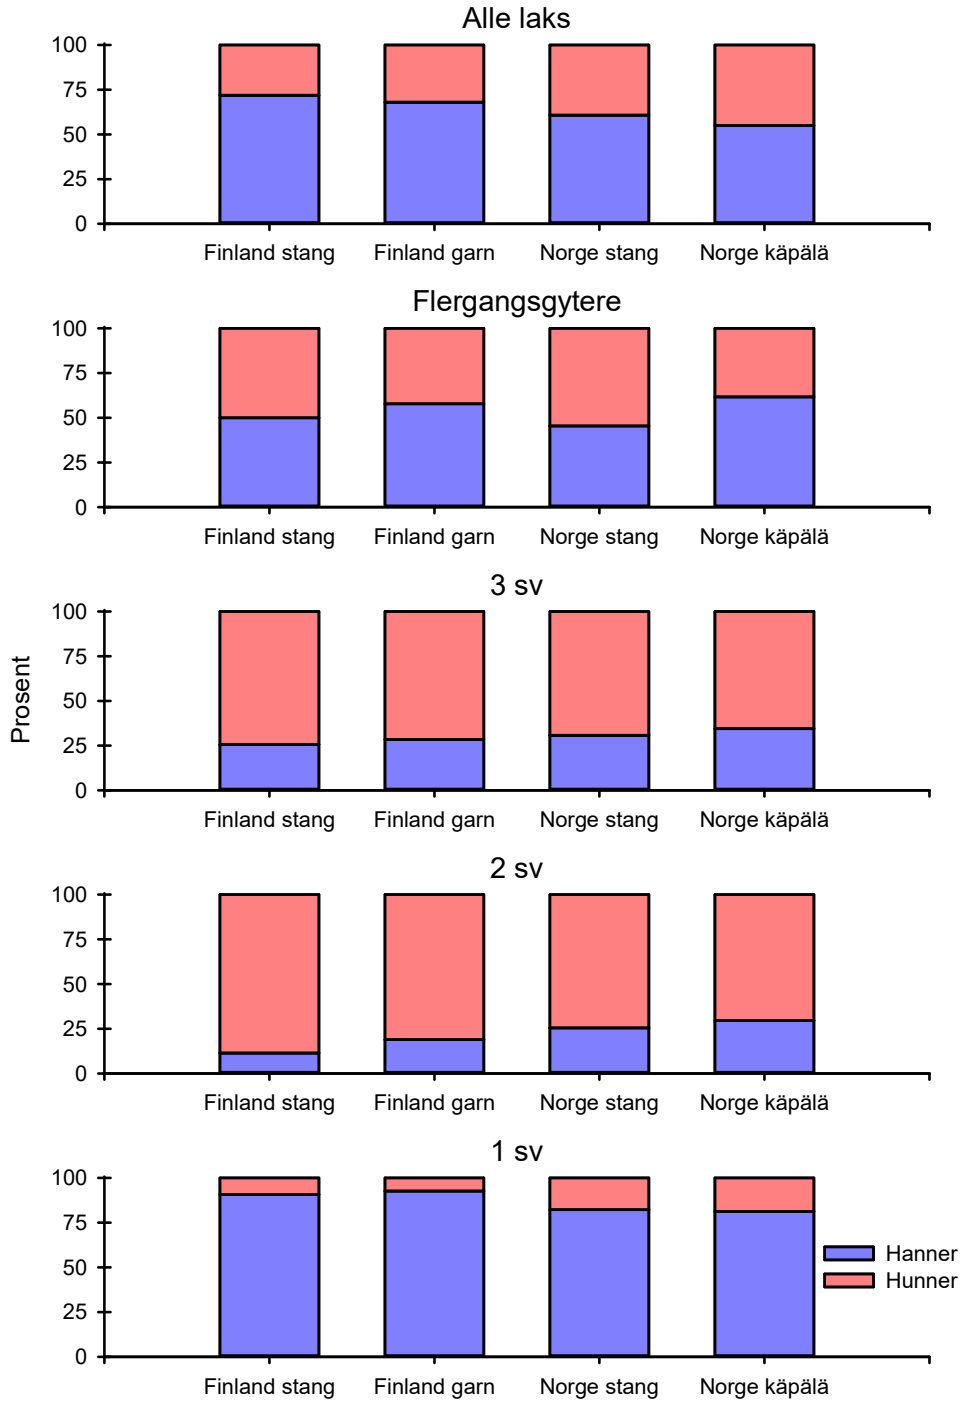 Alle laks
100
75
50
25
0
Finland stang Finland garn Norge stang Norge käpälä
Flergangsgytere
100
75
50
25
0
Finland stang Finland garn Norge stang Norge käpälä
3 sv
Prosent
100
75
50
25
0
Finland stang Finland garn Norge stang Norge käpälä
2 sv
100
75
50
25
0
Finland stang Finland garn Norge stang Norge käpälä
1 sv
100
75
50
25
0
Hanner
Hunner
Finland stang Finland garn Norge stang Norge käpälä